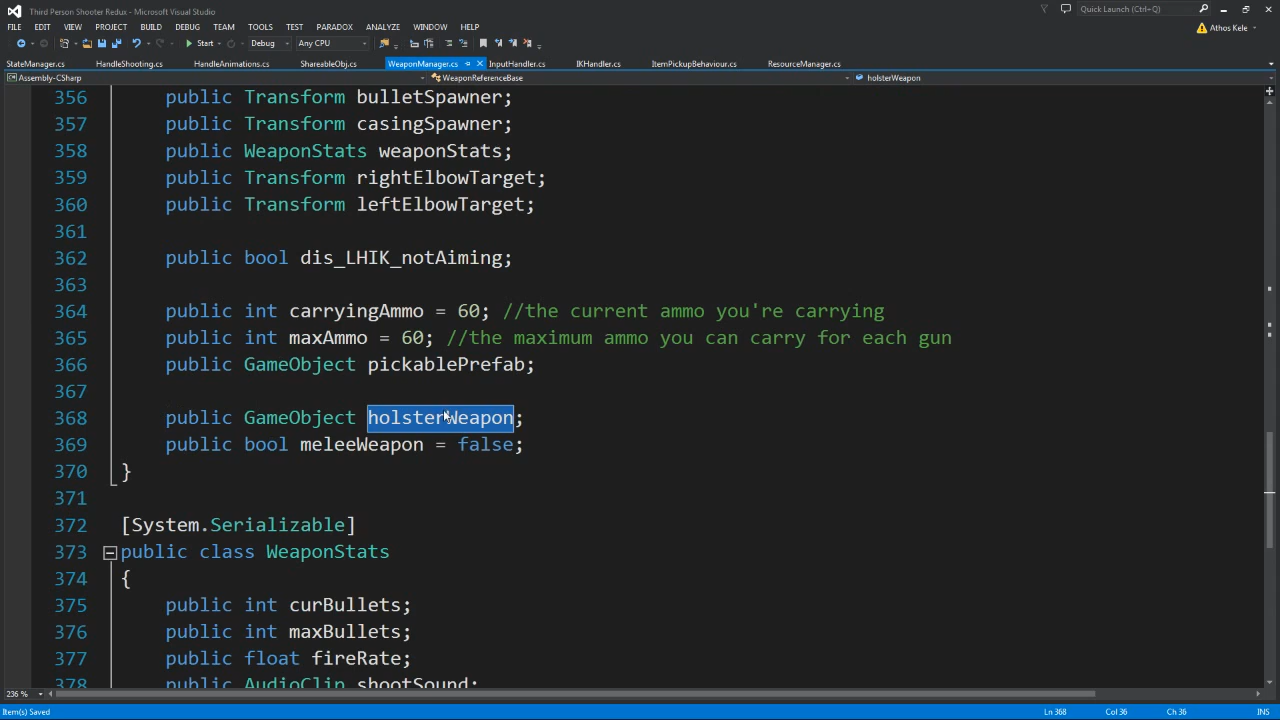 Third Person Shooter Redux - Microsoft Visual Studio
Quick Launch (Ctrl+Q)
FILE EDIT VIEW PROJECT BUILD DEBUG TEAM TOOLS TEST PARADOX ANALYZE WINDOW HELP
Athos Kele
Start Debug Any CPU
StateManager.cs HandleShooting.cs HandleAnimations.cs ShareableObj.cs WeaponManager.cs InputHandler.cs IKHandler.cs ItemPickupBehaviour.cs ResourceManager.cs
Assembly-CSharp WeaponReferenceBase holsterWeapon
356 public Transform bulletSpawner;
357 public Transform casingSpawner;
358 public WeaponStats weaponStats;
359 public Transform rightElbowTarget;
360 public Transform leftElbowTarget;
361
362 public bool dis_LHIK_notAiming;
363
364 public int carryingAmmo = 60; //the current ammo you're carrying
365 public int maxAmmo = 60; //the maximum ammo you can carry for each gun
366 public GameObject pickablePrefab;
367
368 public GameObject holsterWeapon;
369 public bool meleeWeapon = false;
370 }
371
372 [System.Serializable]
373 public class WeaponStats
374 {
375 public int curBullets;
376 public int maxBullets;
377 public float fireRate;
378 public AudioClip shootSound;
236 %
Item(s) Saved Ln 368 Col 36 Ch 36 INS